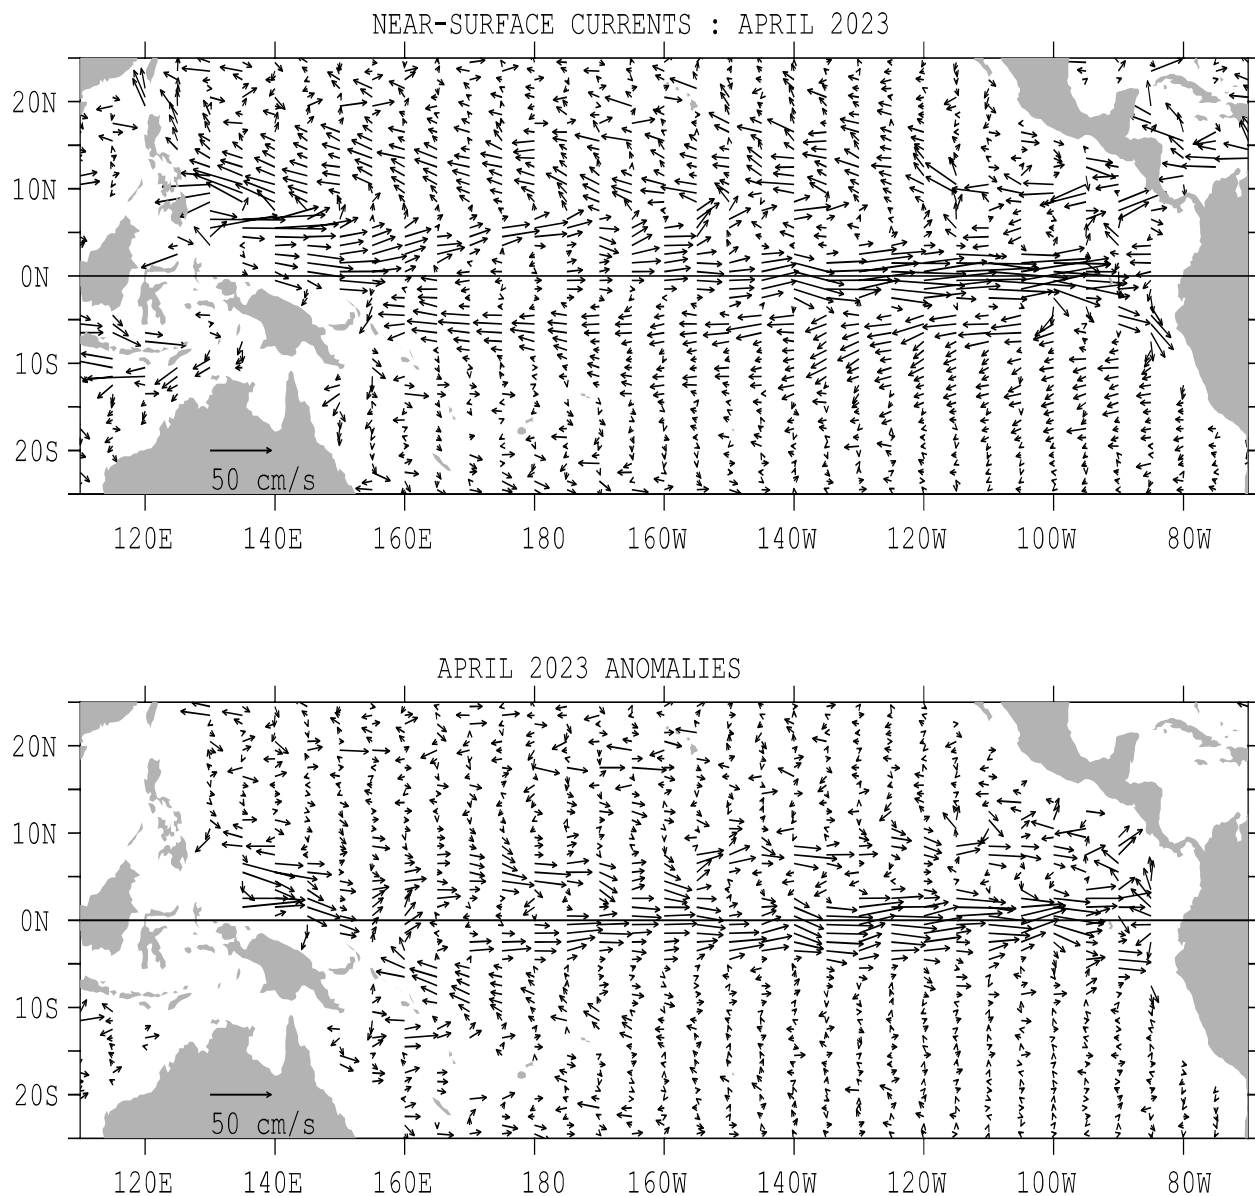 NEAR-SURFACE CURRENTS : APRIL 2023
20N
10N
0N
10S
20S
50 cm/s
120E 140E 160E 180 160W 140W 120W 100W 80W
APRIL 2023 ANOMALIES
20N
10N
0N
10S
20S
50 cm/s
120E 140E 160E 180 160W 140W 120W 100W 80W